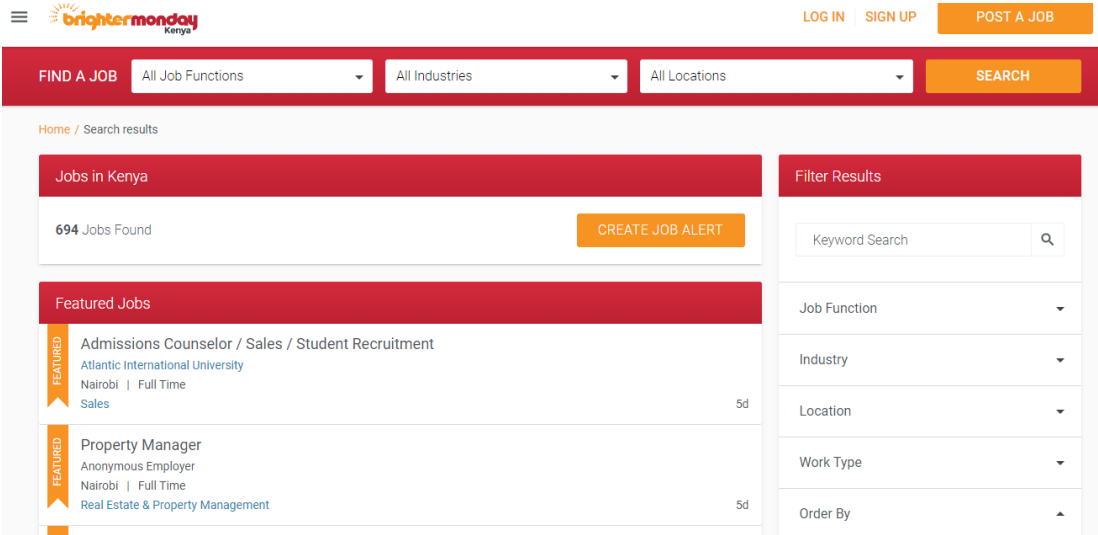 brightermonday
Kenya
LOG IN
SIGN UP
POST A JOB
FIND A JOB
All Job Functions
All Industries
All Locations
SEARCH
Home / Search results
Jobs in Kenya
694 Jobs Found
CREATE JOB ALERT
Featured Jobs
FEATURED
Admissions Counselor / Sales / Student Recruitment
Atlantic International University
Nairobi | Full Time
Sales
5d
FEATURED
Property Manager
Anonymous Employer
Nairobi | Full Time
Real Estate & Property Management
5d
Filter Results
Keyword Search
Job Function
Industry
Location
Work Type
Order By